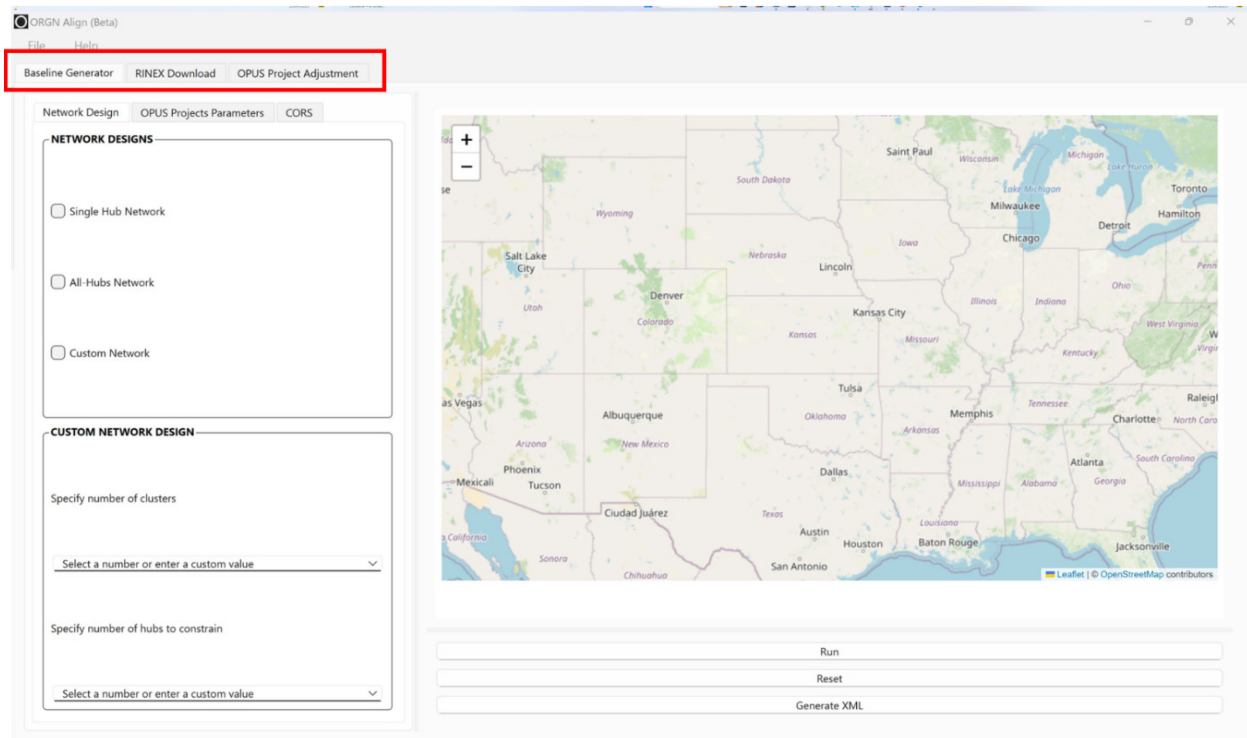 ORGN Align (Beta)
File Help
Baseline Generator RINEX Download OPUS Project Adjustment
Network Design OPUS Projects Parameters CORS
NETWORK DESIGNS
Single Hub Network
All-Hubs Network
Custom Network
CUSTOM NETWORK DESIGN
Specify number of clusters
Select a number or enter a custom value
Specify number of hubs to constrain
Select a number or enter a custom value
+
−
Saint Paul
Wisconsin
Michigan
Lake Huron
South Dakota
Toronto
Lake Michigan
Milwaukee
Hamilton
Wyoming
Detroit
Chicago
Iowa
Salt Lake
City
Nebraska
Lincoln
Penn
Ohio
Denver
Utah
Illinois
Indiana
Kansas City
Colorado
West Virginia
Kansas
Missouri
W
Virgin
Kentucky
Tulsa
as Vegas
Raleigh
Albuquerque
Oklahoma
Memphis
Tennessee
Charlotte
North Caro
Arkansas
Arizona
New Mexico
Atlanta
South Carolina
Phoenix
Dallas
Mexicali
Tucson
Mississippi
Alabama
Georgia
Ciudad Juárez
Texas
Louisiana
Austin
California
Houston
Baton Rouge
Jacksonville
Sonora
San Antonio
Chihuahua
Leaflet | © OpenStreetMap contributors
Run
Reset
Generate XML